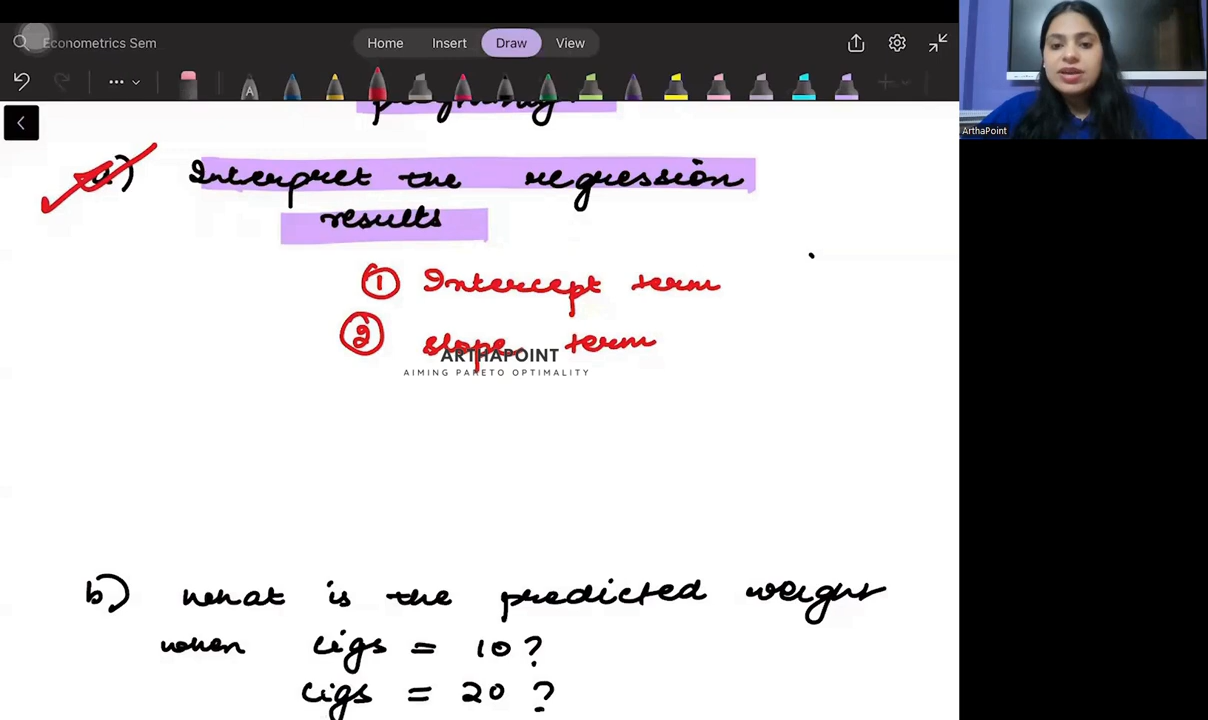 Econometrics Sem
Home Insert Draw View
A
ArthaPoint
pregnancy
a) Interpret the regression
results
① Intercept term
② slope term
ARTHAPOINT
AIMING PARETO OPTIMALITY
b) what is the predicted weight
when cigs = 10?
cigs = 20?